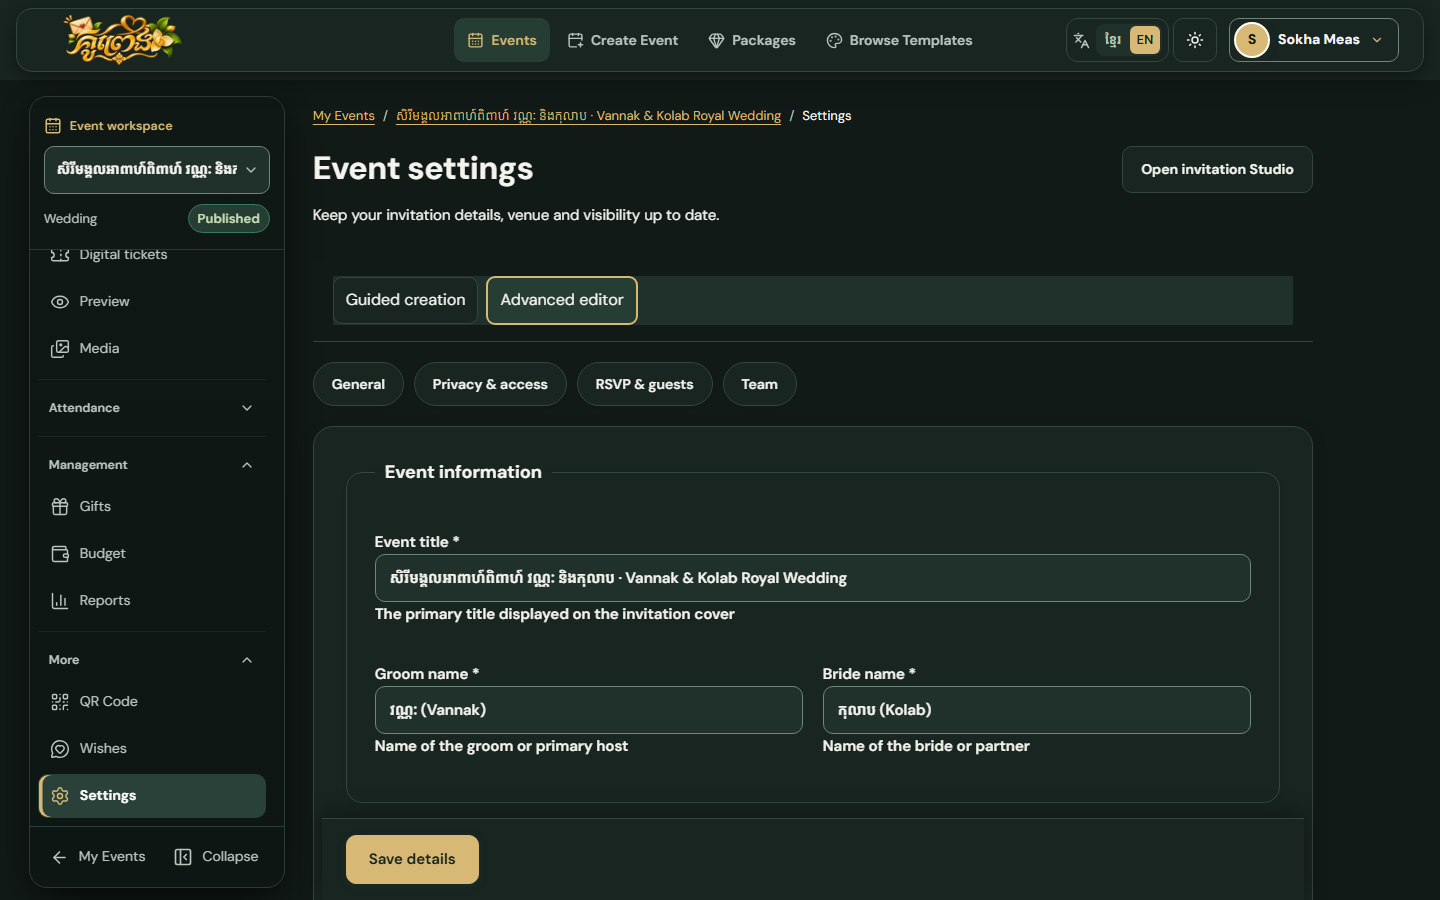 Events
Create Event
Packages
Browse Templates
ខ្មែរ
EN
S
Sokha Meas
Event workspace
សិរីមង្គលអាពាហ៍ពិពាហ៍ វណ្ណៈ និងក
Wedding
Published
Digital tickets
Preview
Media
Attendance
Management
Gifts
Budget
Reports
More
QR Code
Wishes
Settings
My Events
Collapse
My Events / សិរីមង្គលអាពាហ៍ពិពាហ៍ វណ្ណៈ និងកុលាប · Vannak & Kolab Royal Wedding / Settings
Event settings
Open invitation Studio
Keep your invitation details, venue and visibility up to date.
Guided creation
Advanced editor
General
Privacy & access
RSVP & guests
Team
Event information
Event title *
សិរីមង្គលអាពាហ៍ពិពាហ៍ វណ្ណៈ និងកុលាប · Vannak & Kolab Royal Wedding
The primary title displayed on the invitation cover
Groom name *
វណ្ណៈ (Vannak)
Name of the groom or primary host
Bride name *
កុលាប (Kolab)
Name of the bride or partner
Save details